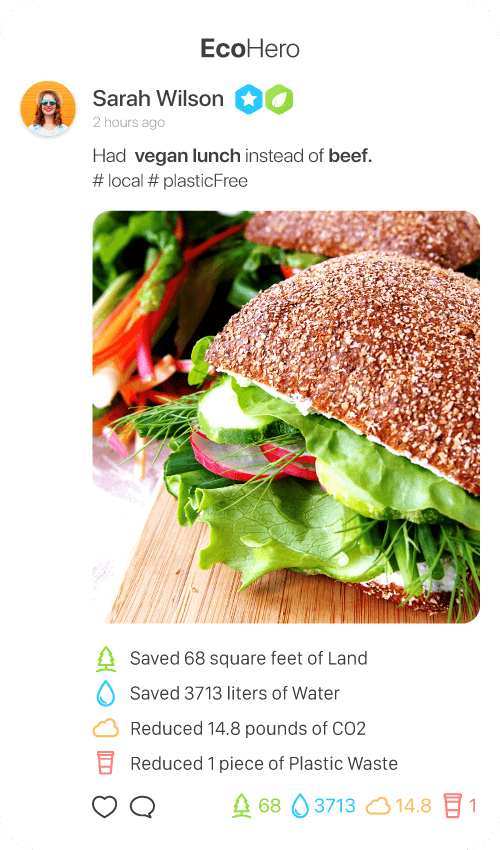 EcoHero
Sarah Wilson
2 hours ago
Had vegan lunch instead of beef.
# local # plasticFree
Saved 68 square feet of Land
Saved 3713 liters of Water
Reduced 14.8 pounds of CO2
Reduced 1 piece of Plastic Waste
68 3713 14.8 1